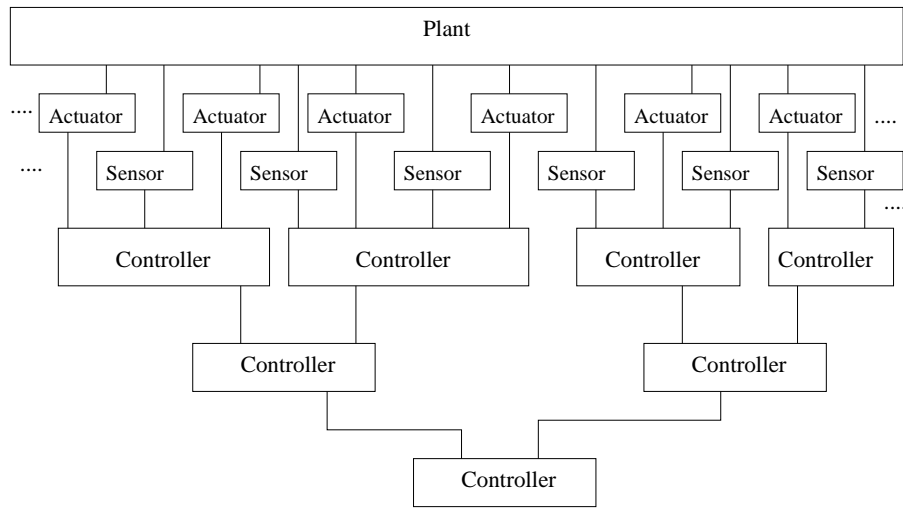 Plant
.... Actuator Actuator Actuator Actuator Actuator Actuator ....
.... Sensor Sensor Sensor Sensor Sensor Sensor
....
Controller Controller Controller Controller
Controller Controller
Controller